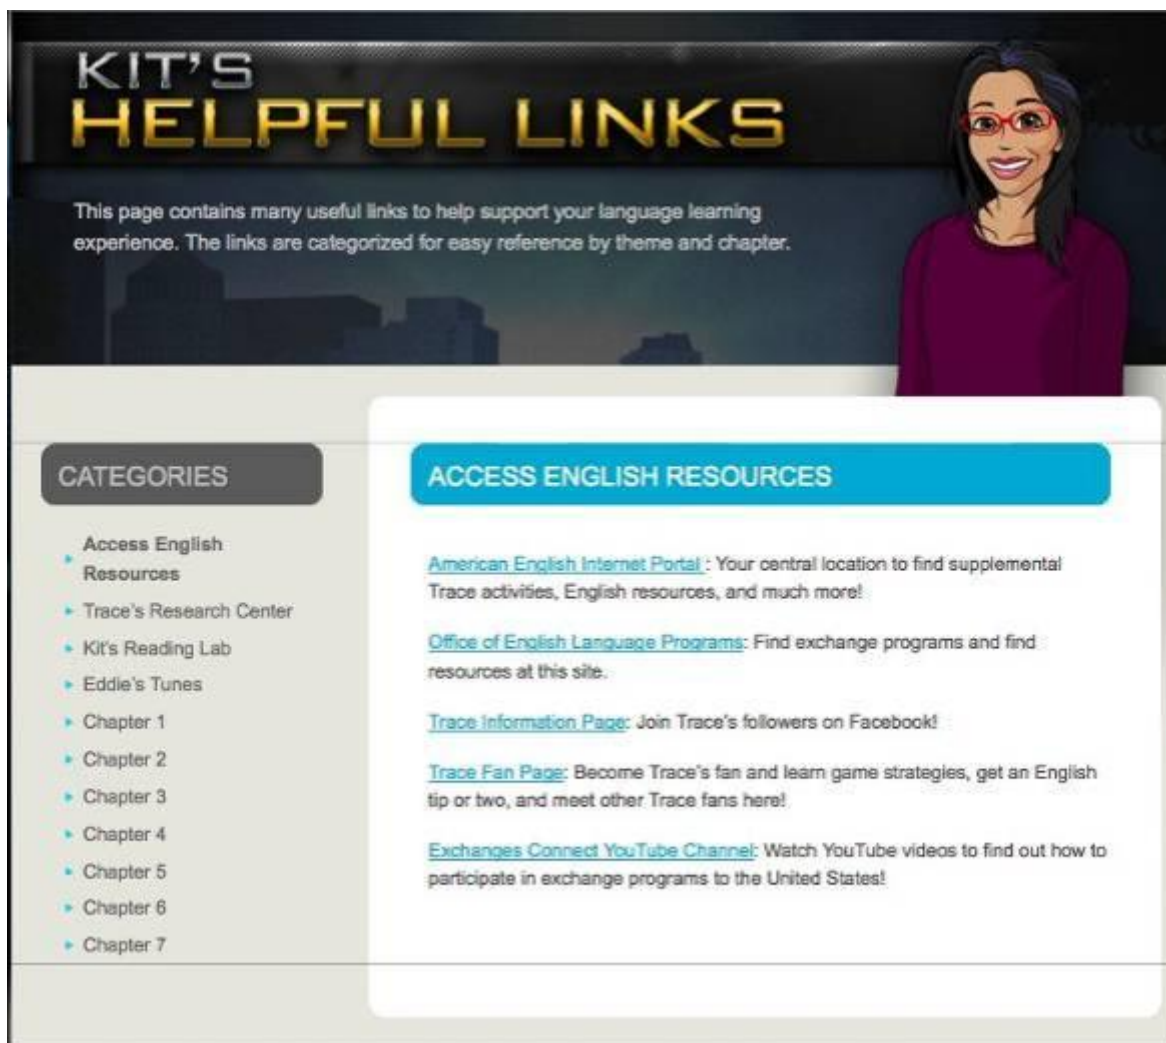 KIT'S
HELPFUL LINKS
This page contains many useful links to help support your language learning
experience. The links are categorized for easy reference by theme and chapter.
CATEGORIES
Access English
Resources
Trace's Research Center
Kit's Reading Lab
Eddie's Tunes
Chapter 1
Chapter 2
Chapter 3
Chapter 4
Chapter 5
Chapter 6
Chapter 7
ACCESS ENGLISH RESOURCES
American English Internet Portal : Your central location to find supplemental
Trace activities, English resources, and much more!
Office of English Language Programs: Find exchange programs and find
resources at this site.
Trace Information Page: Join Trace's followers on Facebook!
Trace Fan Page: Become Trace's fan and learn game strategies, get an English
tip or two, and meet other Trace fans here!
Exchanges Connect YouTube Channel: Watch YouTube videos to find out how to
participate in exchange programs to the United States!